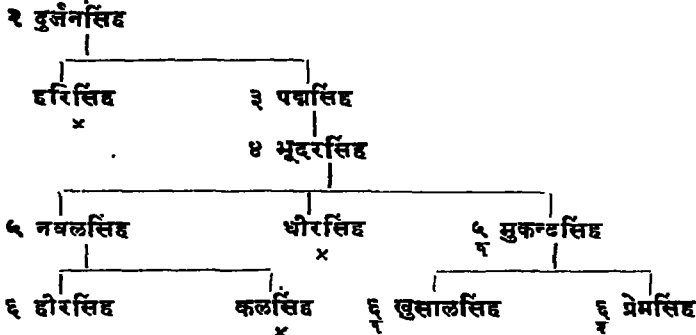 २ दुर्जनसिंह
हरिसिंह ३ पद्मसिंह
×
४ भूदरसिंह
५ नवलसिंह धीरसिंह ५ मुकन्दसिंह
× १
६ हीरसिंह कलसिंह ६ खुसालसिंह ६ प्रेमसिंह
× १ २